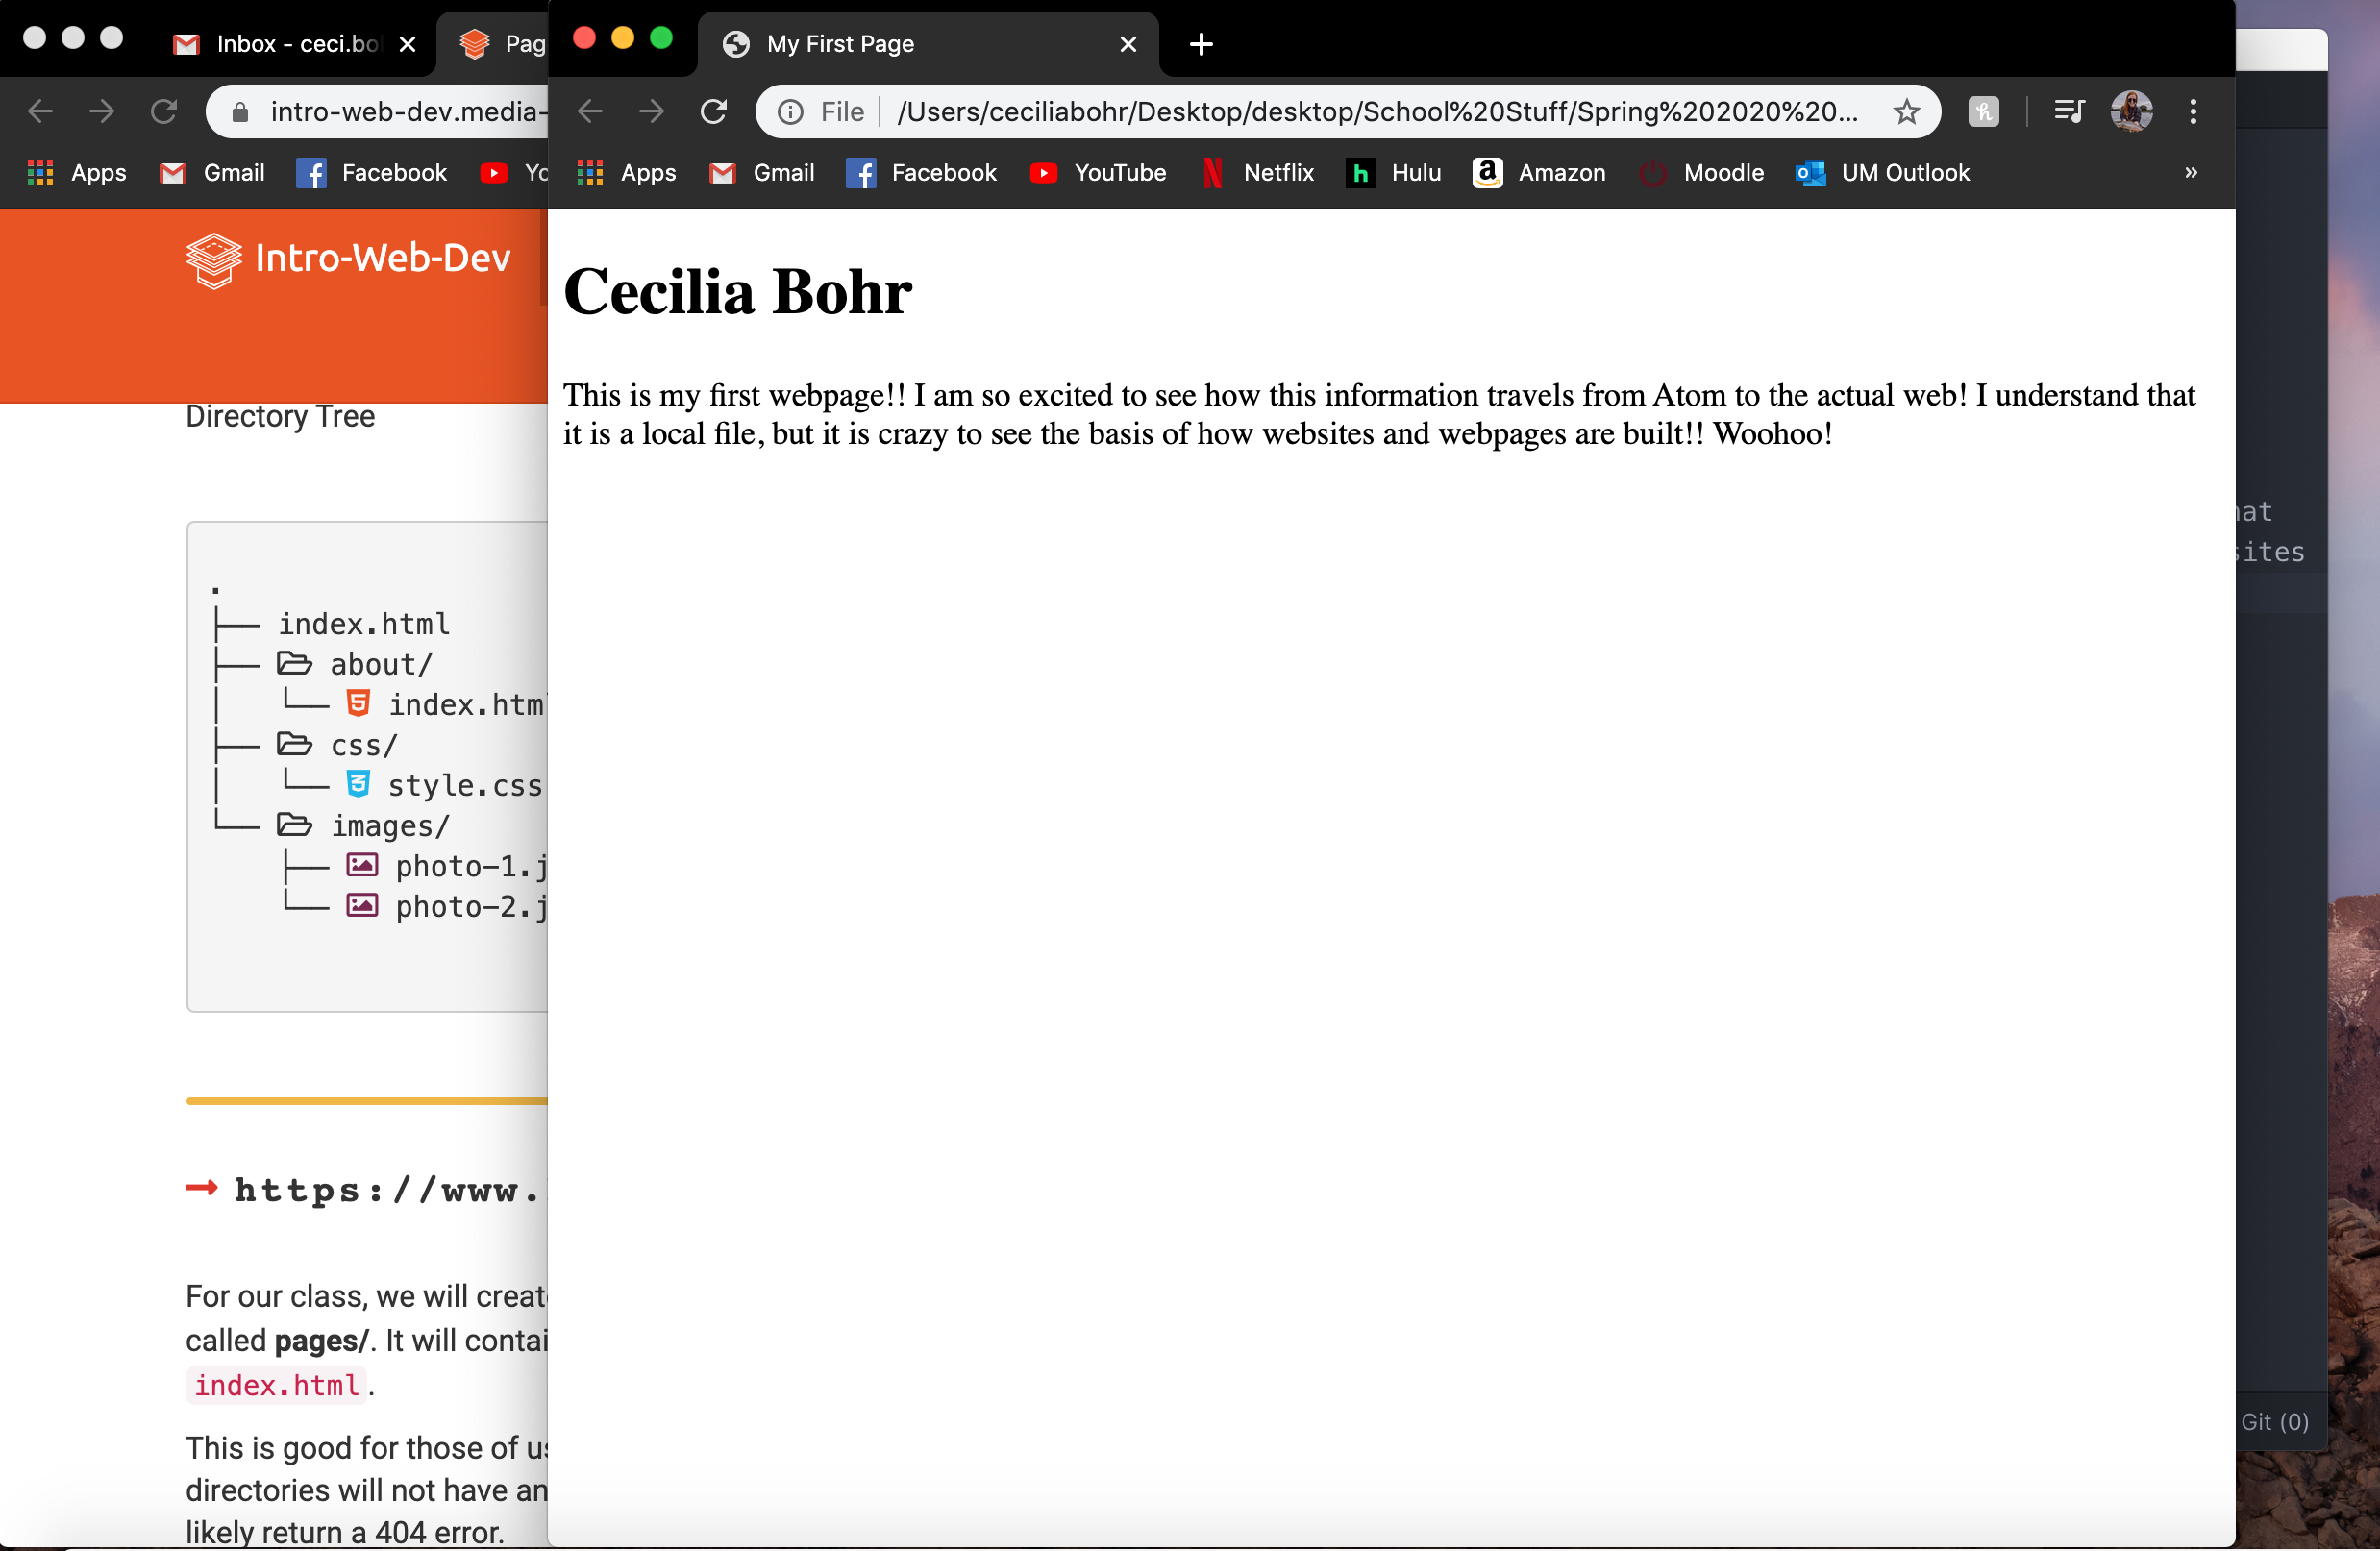 Inbox - ceci.bo
Pag
intro-web-dev.media-
Apps Gmail Facebook Yo
Intro-Web-Dev
Directory Tree
.
├── index.html
├── about/
│ └── index.htm
├── css/
│ └── style.css
└── images/
├── photo-1.j
└── photo-2.j
→ https://www.
For our class, we will create
called pages/. It will contai
index.html.
This is good for those of us
directories will not have an
likely return a 404 error.
My First Page
File /Users/ceciliabohr/Desktop/desktop/School%20Stuff/Spring%202020%20...
Apps Gmail Facebook YouTube Netflix Hulu Amazon Moodle UM Outlook »
Cecilia Bohr
This is my first webpage!! I am so excited to see how this information travels from Atom to the actual web! I understand that
it is a local file, but it is crazy to see the basis of how websites and webpages are built!! Woohoo!
hat
sites
Git (0)